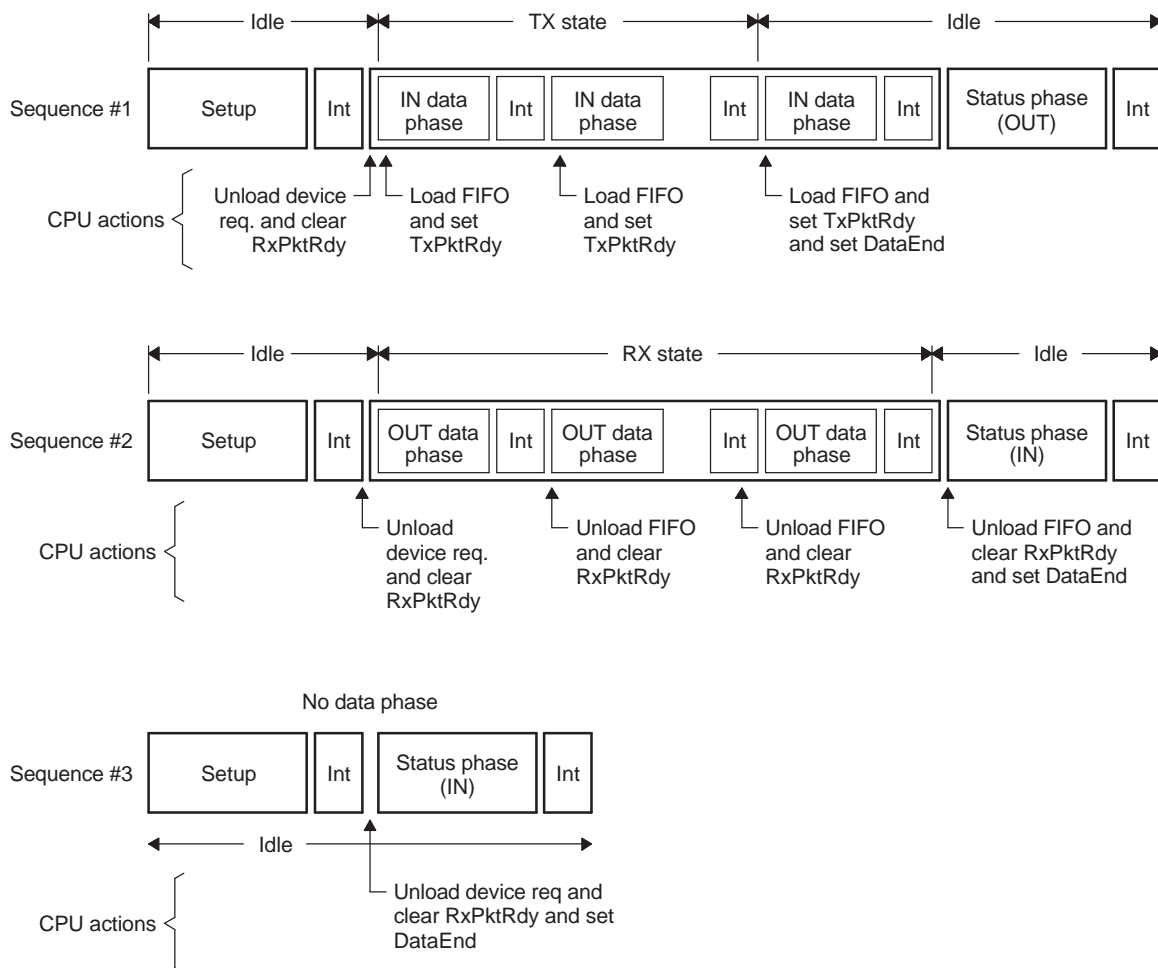 Idle
TX state
Idle
Sequence #1
Setup
Int
IN data
phase
Int
IN data
phase
Int
IN data
phase
Int
Status phase
(OUT)
Int
CPU actions
Unload device
req. and clear
RxPktRdy
Load FIFO
and set
TxPktRdy
Load FIFO
and set
TxPktRdy
Load FIFO and
set TxPktRdy
and set DataEnd
Idle
RX state
Idle
Sequence #2
Setup
Int
OUT data
phase
Int
OUT data
phase
Int
OUT data
phase
Int
Status phase
(IN)
Int
CPU actions
Unload
device req.
and clear
RxPktRdy
Unload FIFO
and clear
RxPktRdy
Unload FIFO
and clear
RxPktRdy
Unload FIFO and
clear RxPktRdy
and set DataEnd
No data phase
Sequence #3
Setup
Int
Status phase
(IN)
Int
Idle
CPU actions
Unload device req and
clear RxPktRdy and set
DataEnd